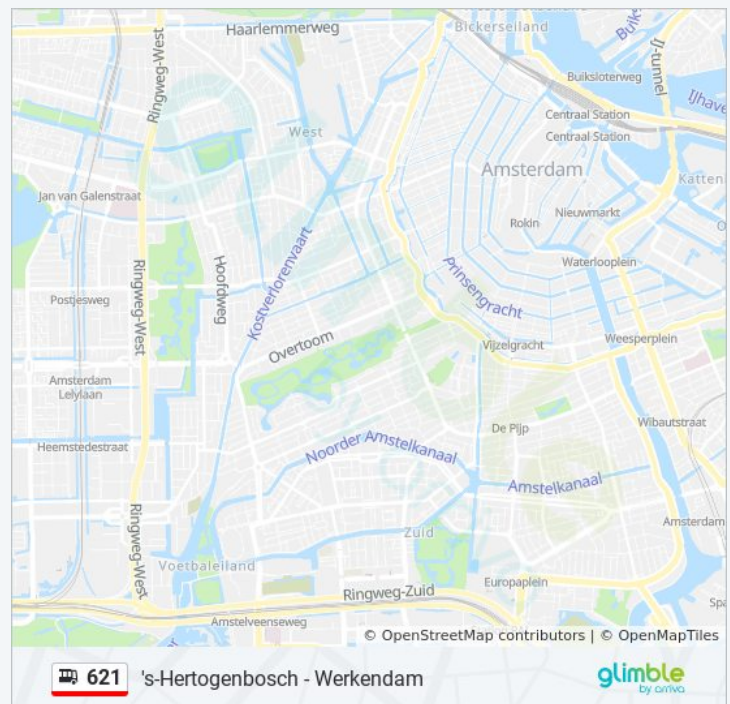 Haarlemmerweg
Bickerseiland
Buiks
IJ-tunnel
Ringweg-West
Buiksloterweg
IJhave
Centraal Station
West
Centraal Station
Amsterdam
Katten
Jan van Galenstraat
Nieuwmarkt
Rokin
O
Kostverlorenvaart
Hoofdweg
Waterlooplein
Prinsengracht
Ringweg-West
Postjesweg
Overtoom
Vijzelgracht
Weesperplein
Amsterdam
Lelylaan
Wibautstraat
De Pijp
Heemstedestraat
Noorder Amstelkanaal
Amstelkanaal
Ringweg-West
Amsterdam
Zuid
Voetbaleiland
Europaplein
Ringweg-Zuid
Spa
Amstelveenseweg
© OpenStreetMap contributors | © OpenMapTiles
621 's-Hertogenbosch - Werkendam
glimble
by arriva